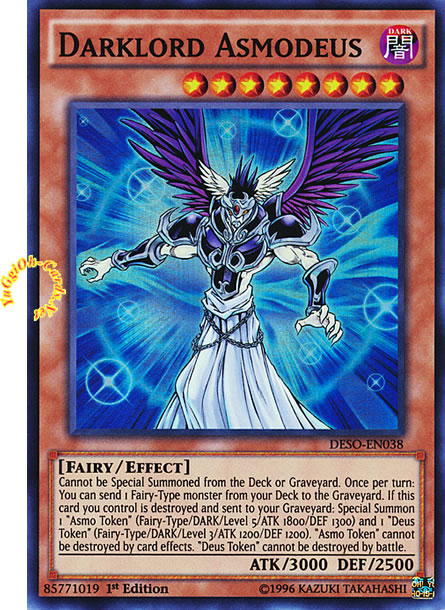 DARKLORD ASMODEUS
DARK
闇
YuGeiOh-Cards.Net
DESO-EN038
[FAIRY/EFFECT]
Cannot be Special Summoned from the Deck or Graveyard. Once per turn:
You can send 1 Fairy-Type monster from your Deck to the Graveyard. If this
card you control is destroyed and sent to your Graveyard: Special Summon
1 "Asmo Token" (Fairy-Type/DARK/Level 5/ATK 1800/DEF 1300) and 1 "Deus
Token" (Fairy-Type/DARK/Level 3/ATK 1200/DEF 1200). "Asmo Token" cannot
be destroyed by card effects. "Deus Token" cannot be destroyed by battle.
ATK/3000 DEF/2500
85771019 1st Edition ©1996 KAZUKI TAKAHASHI